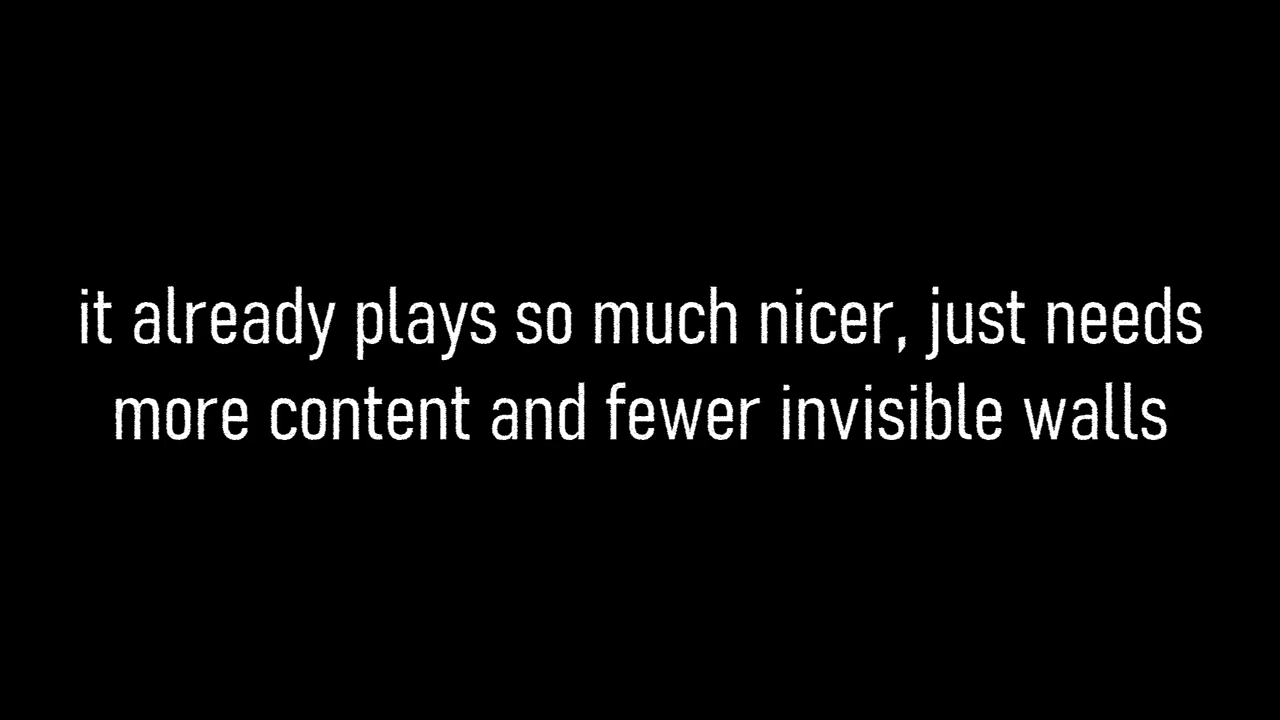 it already plays so much nicer, just needs
more content and fewer invisible walls